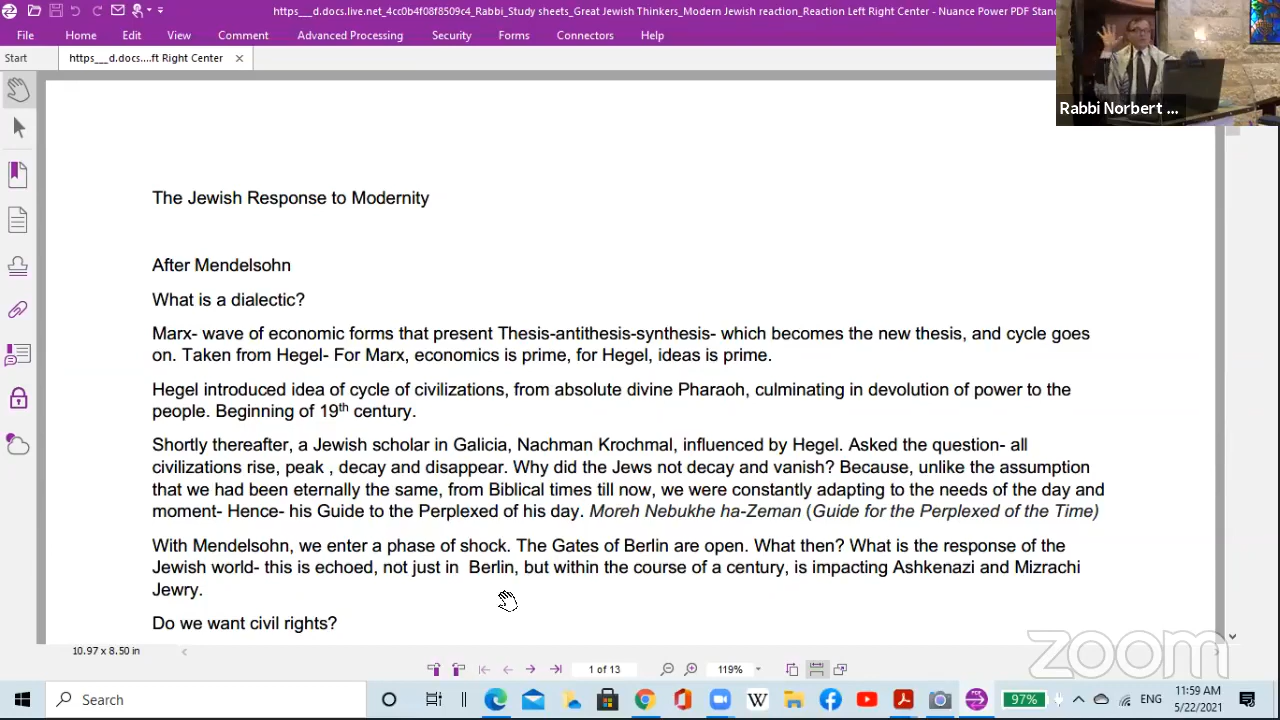 https___d.docs.live.net_4cc0b4f08f8509c4_Rabbi_Study sheets_Great Jewish Thinkers_Modern Jewish reaction_Reaction Left Right Center - Nuance Power PDF Stan
File Home Edit View Comment Advanced Processing Security Forms Connectors Help
Start https___d.docs....ft Right Center
Rabbi Norbert ...
The Jewish Response to Modernity
After Mendelsohn
What is a dialectic?
Marx- wave of economic forms that present Thesis-antithesis-synthesis- which becomes the new thesis, and cycle goes
on. Taken from Hegel- For Marx, economics is prime, for Hegel, ideas is prime.
Hegel introduced idea of cycle of civilizations, from absolute divine Pharaoh, culminating in devolution of power to the
people. Beginning of 19th century.
Shortly thereafter, a Jewish scholar in Galicia, Nachman Krochmal, influenced by Hegel. Asked the question- all
civilizations rise, peak , decay and disappear. Why did the Jews not decay and vanish? Because, unlike the assumption
that we had been eternally the same, from Biblical times till now, we were constantly adapting to the needs of the day and
moment- Hence- his Guide to the Perplexed of his day. Moreh Nebukhe ha-Zeman (Guide for the Perplexed of the Time)
With Mendelsohn, we enter a phase of shock. The Gates of Berlin are open. What then? What is the response of the
Jewish world- this is echoed, not just in Berlin, but within the course of a century, is impacting Ashkenazi and Mizrachi
Jewry.
Do we want civil rights?
zoom
10.97 x 8.50 in 1 of 13 119%
Search 97% ENG 11:59 AM
5/22/2021